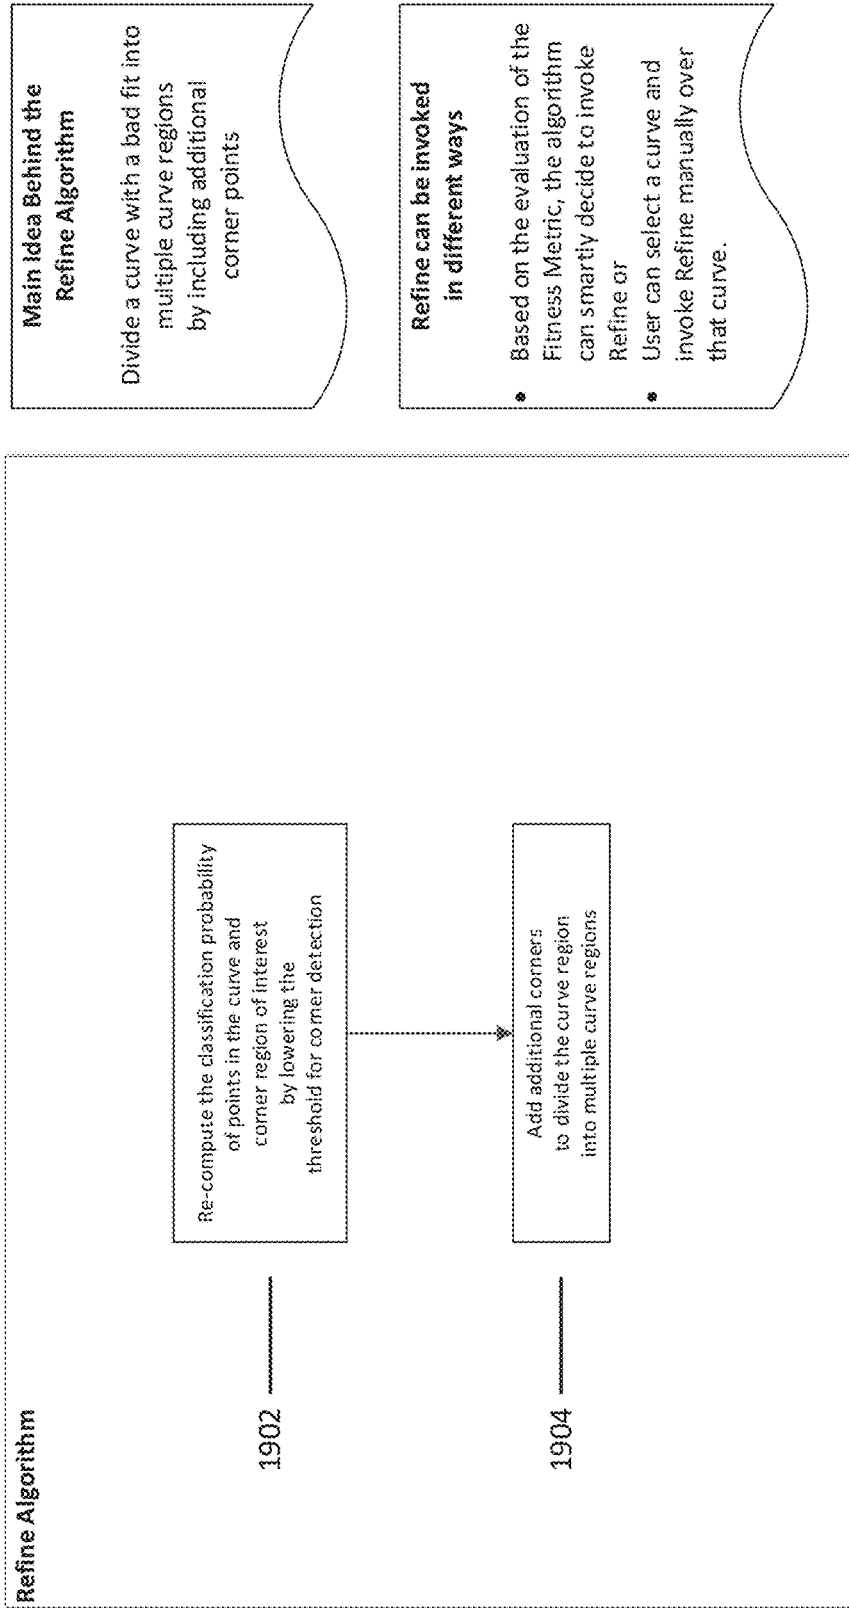 Refine Algorithm
1902
Re-compute the classification probability
of points in the curve and
corner region of interest
by lowering the
threshold for corner detection
1904
Add additional corners
to divide the curve region
into multiple curve regions
Main Idea Behind the
Refine Algorithm
Divide a curve with a bad fit into
multiple curve regions
by including additional
corner points
Refine can be invoked
in different ways
• Based on the evaluation of the
Fitness Metric, the algorithm
can smartly decide to invoke
Refine or
• User can select a curve and
invoke Refine manually over
that curve.